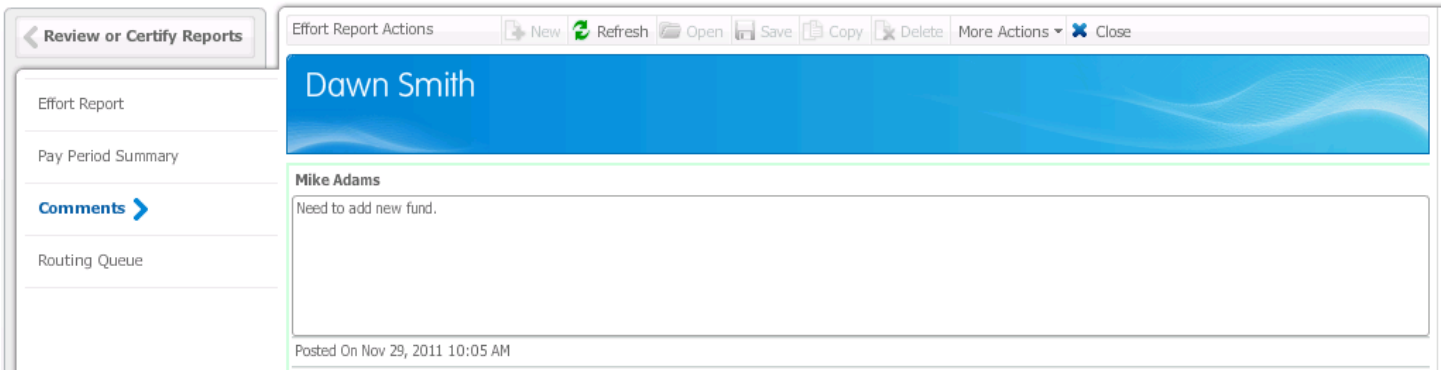 Review or Certify Reports
Effort Report
Pay Period Summary
Comments
Routing Queue
Effort Report Actions New Refresh Open Save Copy Delete More Actions Close
Dawn Smith
Mike Adams
Need to add new fund.
Posted On Nov 29, 2011 10:05 AM